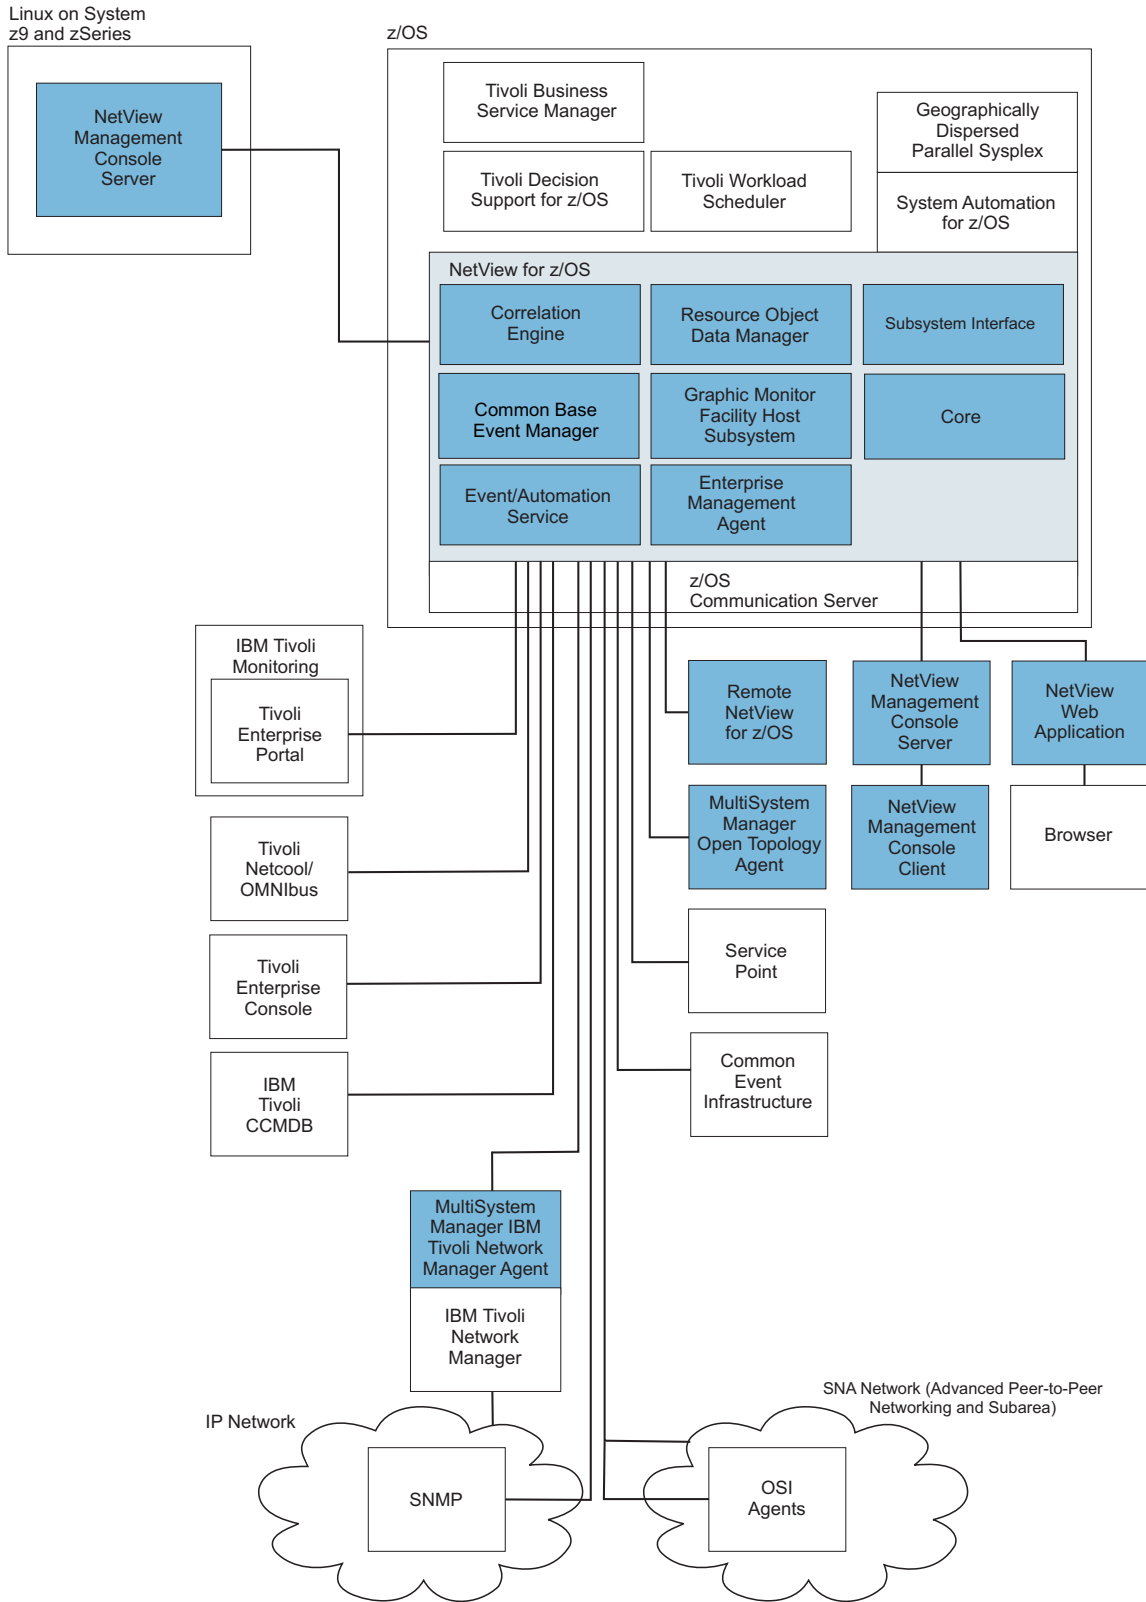 Linux on System
z9 and zSeries
NetView
Management
Console
Server
z/OS
Tivoli Business
Service Manager
Tivoli Decision
Support for z/OS
Tivoli Workload
Scheduler
Geographically
Dispersed
Parallel Sysplex
System Automation
for z/OS
NetView for z/OS
Correlation
Engine
Resource Object
Data Manager
Subsystem Interface
Common Base
Event Manager
Graphic Monitor
Facility Host
Subsystem
Core
Event/Automation
Service
Enterprise
Management
Agent
z/OS
Communication Server
IBM Tivoli
Monitoring
Tivoli
Enterprise
Portal
Remote
NetView
for z/OS
NetView
Management
Console
Server
NetView
Web
Application
Tivoli
Netcool/
OMNIbus
MultiSystem
Manager
Open Topology
Agent
NetView
Management
Console
Client
Browser
Tivoli
Enterprise
Console
Service
Point
IBM
Tivoli
CCMDB
Common
Event
Infrastructure
MultiSystem
Manager IBM
Tivoli Network
Manager Agent
IBM Tivoli
Network
Manager
IP Network
SNMP
SNA Network (Advanced Peer-to-Peer
Networking and Subarea)
OSI
Agents